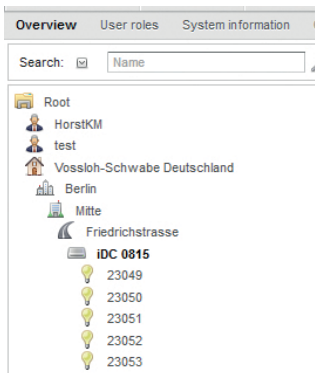 Overview User roles System information
Search: Name
Root
HorstKM
test
Vossloh-Schwabe Deutschland
Berlin
Mitte
Friedrichstrasse
iDC 0815
23049
23050
23051
23052
23053